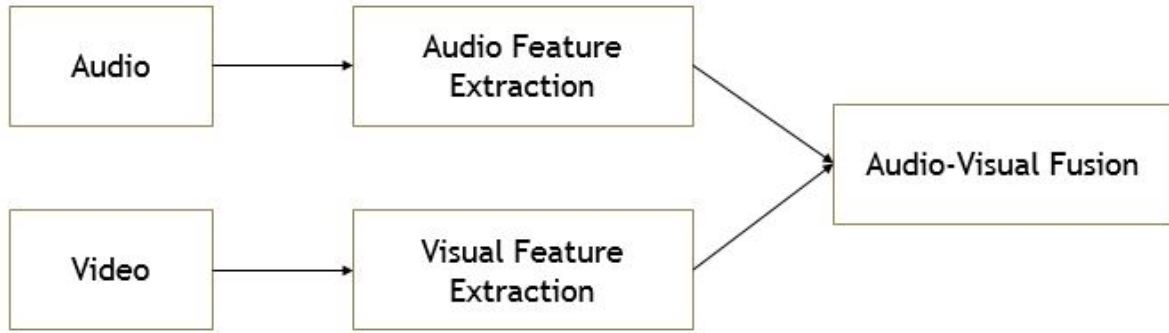 Audio
Audio Feature
Extraction
Audio-Visual Fusion
Video
Visual Feature
Extraction